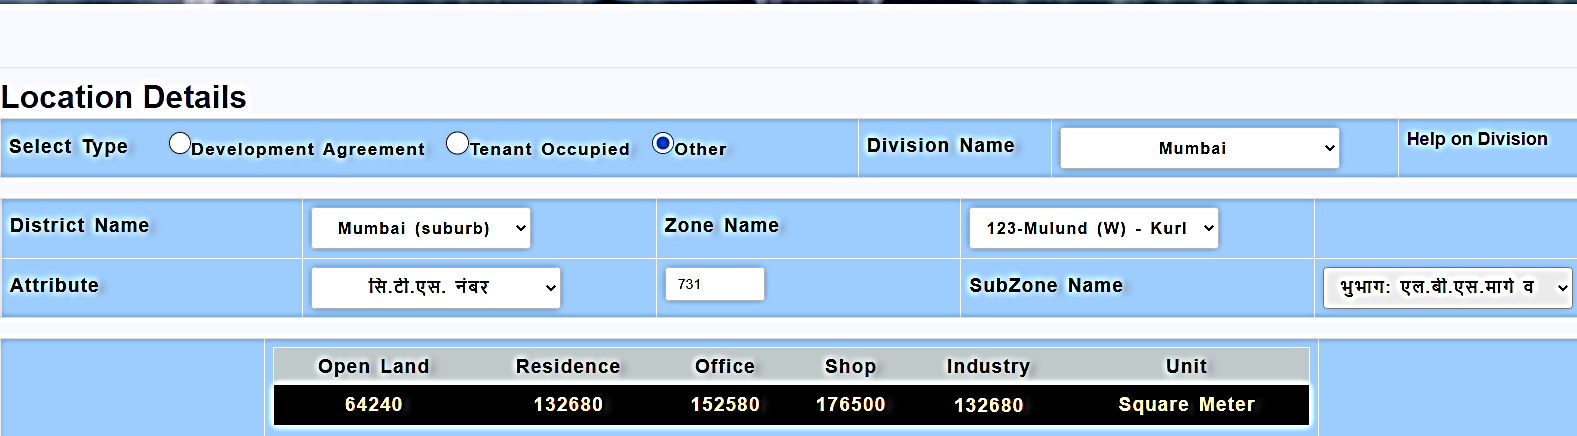 Location Details
Select Type Development Agreement Tenant Occupied Other Division Name Mumbai Help on Division
District Name Mumbai (suburb) Zone Name 123-Mulund (W) - Kurl
Attribute सि.टी.एस. नंबर 731 SubZone Name भुभाग: एल.बी.एस.मार्ग व
Open Land Residence Office Shop Industry Unit
64240 132680 152580 176500 132680 Square Meter